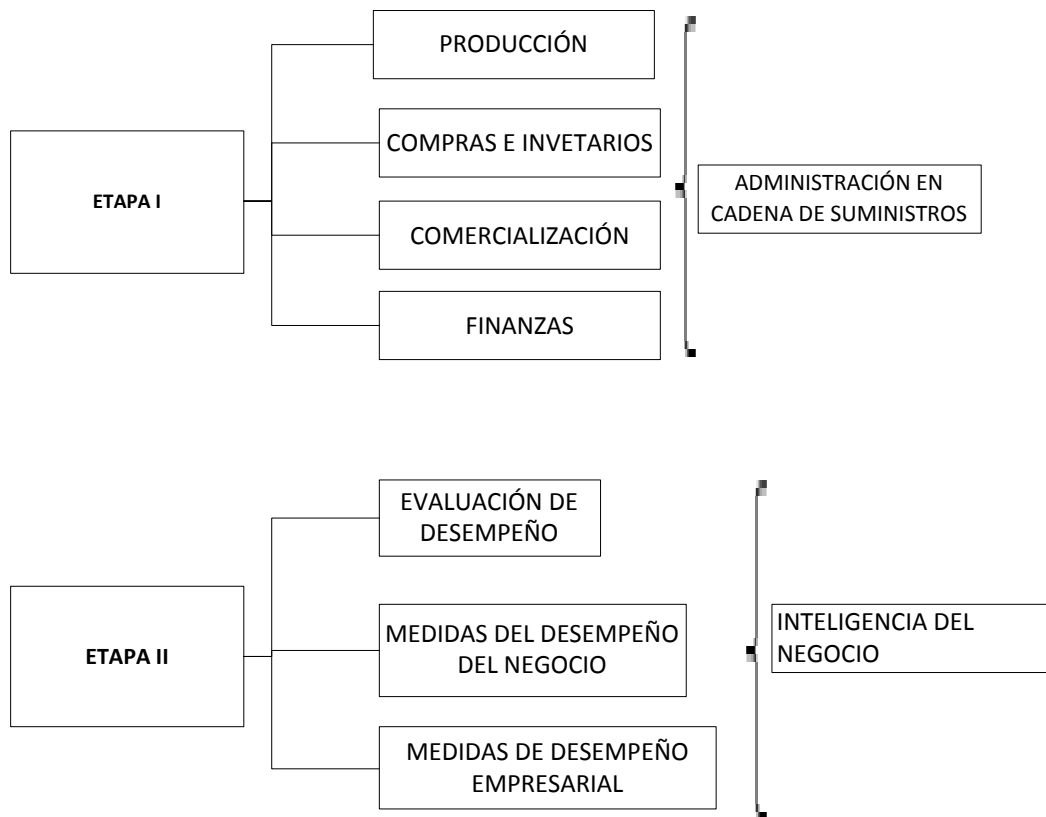 PRODUCCIÓN
COMPRAS E INVETARIOS
ETAPA I
COMERCIALIZACIÓN
FINANZAS
ADMINISTRACIÓN EN
CADENA DE SUMINISTROS
EVALUACIÓN DE
DESEMPEÑO
ETAPA II
MEDIDAS DEL DESEMPEÑO
DEL NEGOCIO
MEDIDAS DE DESEMPEÑO
EMPRESARIAL
INTELIGENCIA DEL
NEGOCIO